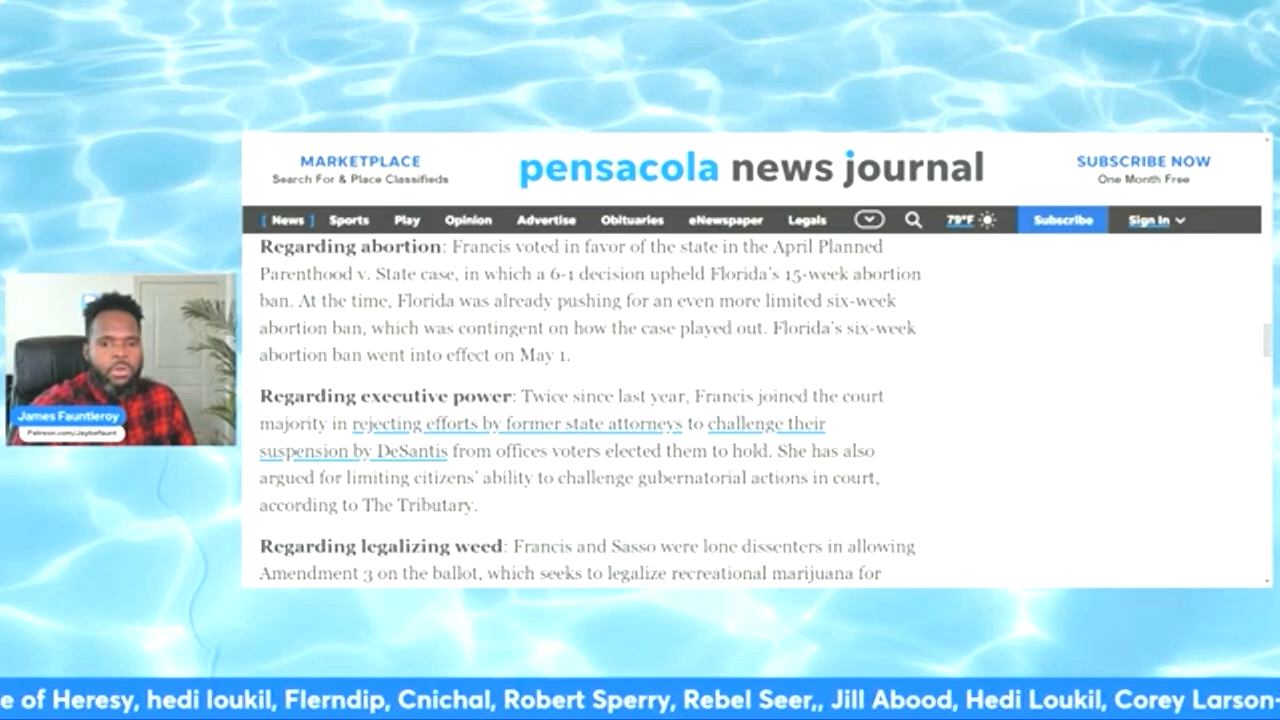 MARKETPLACE
Search For & Place Classifieds
pensacola news journal
SUBSCRIBE NOW
One Month Free
[ News ] Sports Play Opinion Advertise Obituaries eNewspaper Legals 79°F Subscribe Sign In
Regarding abortion: Francis voted in favor of the state in the April Planned
Parenthood v. State case, in which a 6-1 decision upheld Florida's 15-week abortion
ban. At the time, Florida was already pushing for an even more limited six-week
abortion ban, which was contingent on how the case played out. Florida's six-week
abortion ban went into effect on May 1.
Regarding executive power: Twice since last year, Francis joined the court
majority in rejecting efforts by former state attorneys to challenge their
suspension by DeSantis from offices voters elected them to hold. She has also
argued for limiting citizens' ability to challenge gubernatorial actions in court,
according to The Tributary.
Regarding legalizing weed: Francis and Sasso were lone dissenters in allowing
Amendment 3 on the ballot, which seeks to legalize recreational marijuana for
James Fauntleroy
Patreon.com/Jaybefaunt
e of Heresy, hedi loukil, Flerndip, Cnichal, Robert Sperry, Rebel Seer,, Jill Abood, Hedi Loukil, Corey Larson